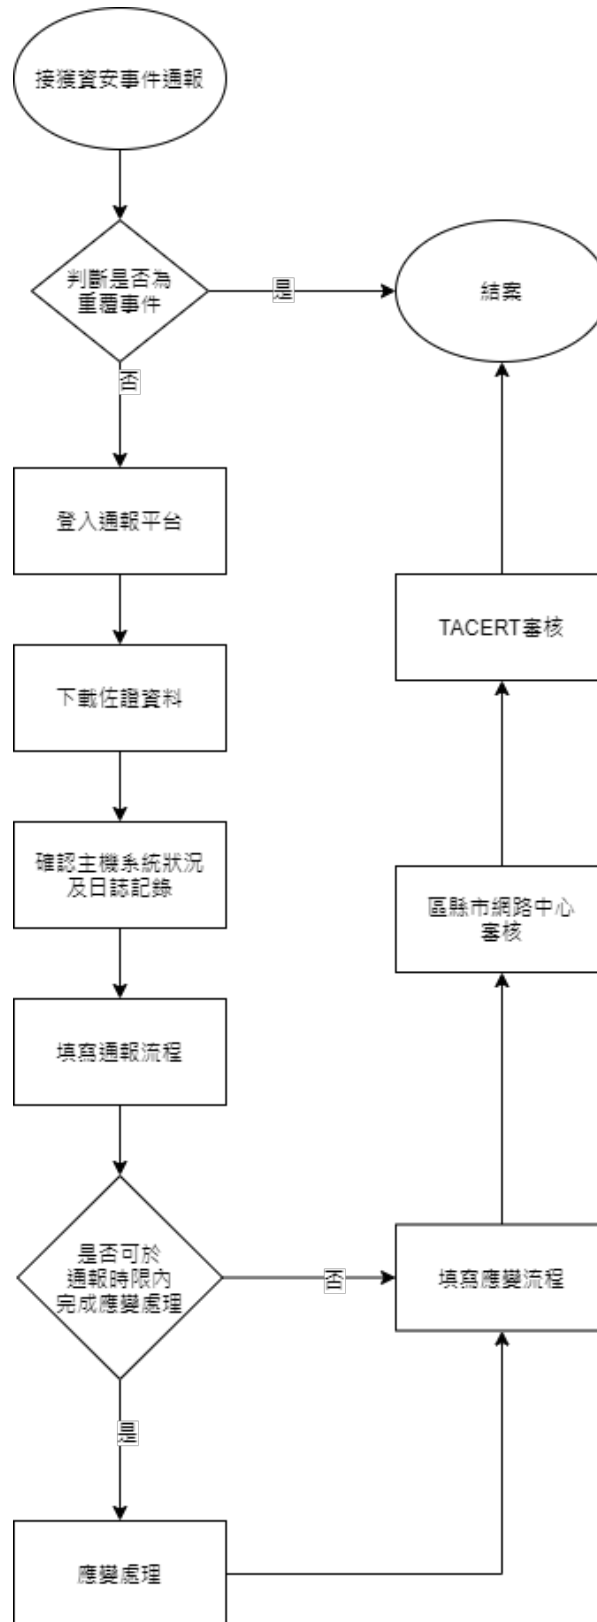 接獲資安事件通報
判斷是否為
重覆事件
是
結案
否
登入通報平台
下載佐證資料
TACERT審核
確認主機系統狀況
及日誌記錄
區縣市網路中心
審核
填寫通報流程
是否可於
通報時限內
完成應變處理
否
填寫應變流程
是
應變處理